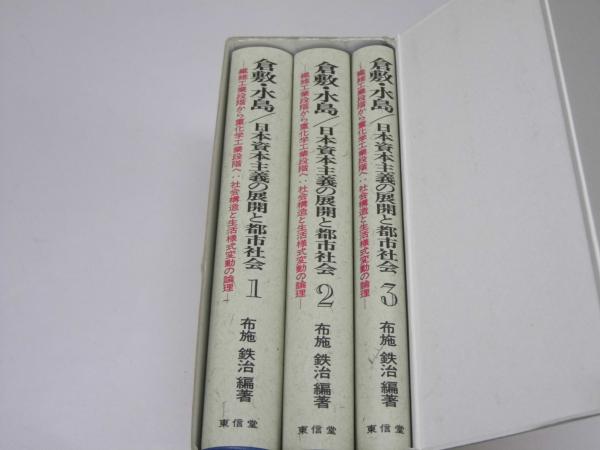 倉敷・水島/日本資本主義の展開と都市社会
―繊維工業段階から重化学工業段階へ:社会構造と生活様式変動の論理―
1
布施 鉄治 編著
東信堂
倉敷・水島/日本資本主義の展開と都市社会
―繊維工業段階から重化学工業段階へ:社会構造と生活様式変動の論理―
2
布施 鉄治 編著
東信堂
倉敷・水島/日本資本主義の展開と都市社会
―繊維工業段階から重化学工業段階へ:社会構造と生活様式変動の論理―
3
布施 鉄治 編著
東信堂